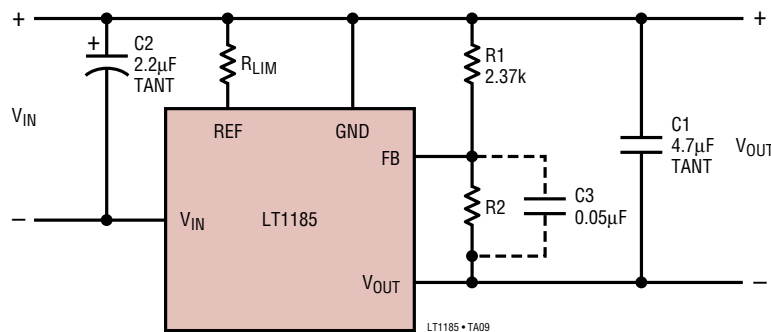 +
+
+
C2
2.2µF
TANT
R_LIM
R1
2.37k
V_IN
REF
GND
FB
C1
4.7µF
TANT
V_OUT
R2
C3
0.05µF
–
V_IN
LT1185
V_OUT
–
LT1185 • TA09